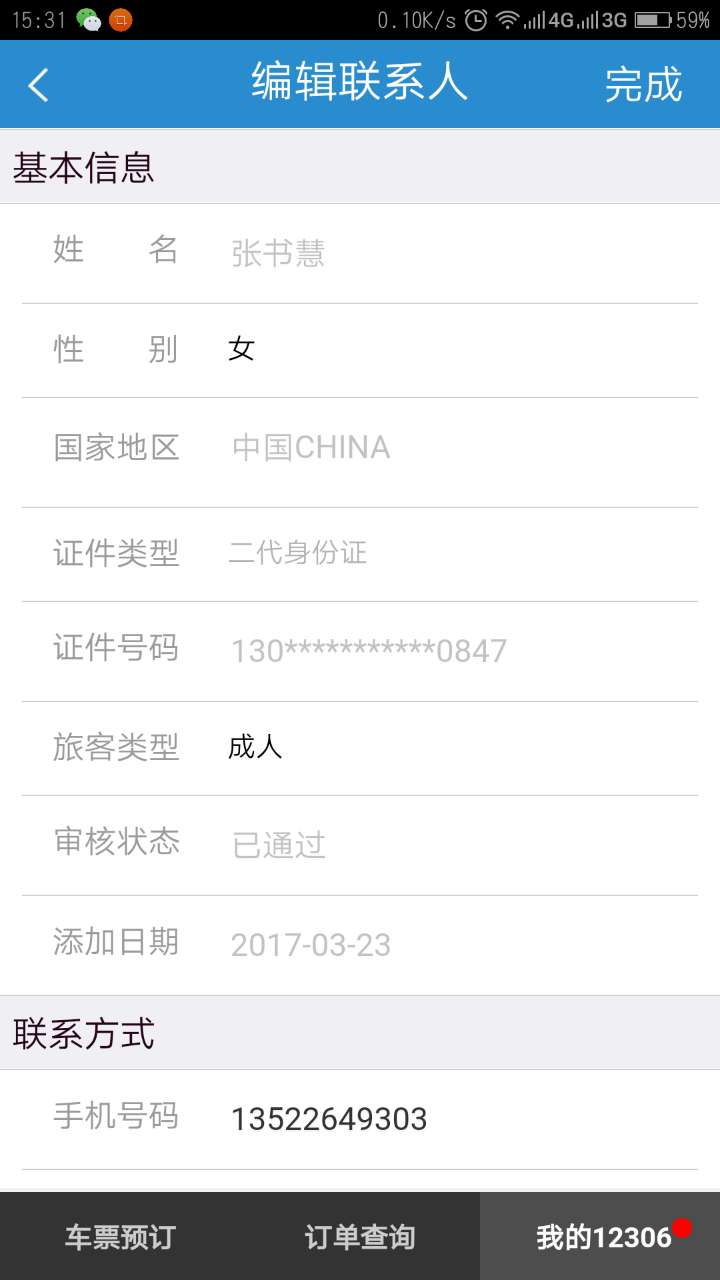 15:31 0.10K/s 4G 3G 59%
编辑联系人 完成
基本信息
姓 名 张书慧
性 别 女
国家地区 中国CHINA
证件类型 二代身份证
证件号码 130***********0847
旅客类型 成人
审核状态 已通过
添加日期 2017-03-23
联系方式
手机号码 13522649303
车票预订 订单查询 我的12306